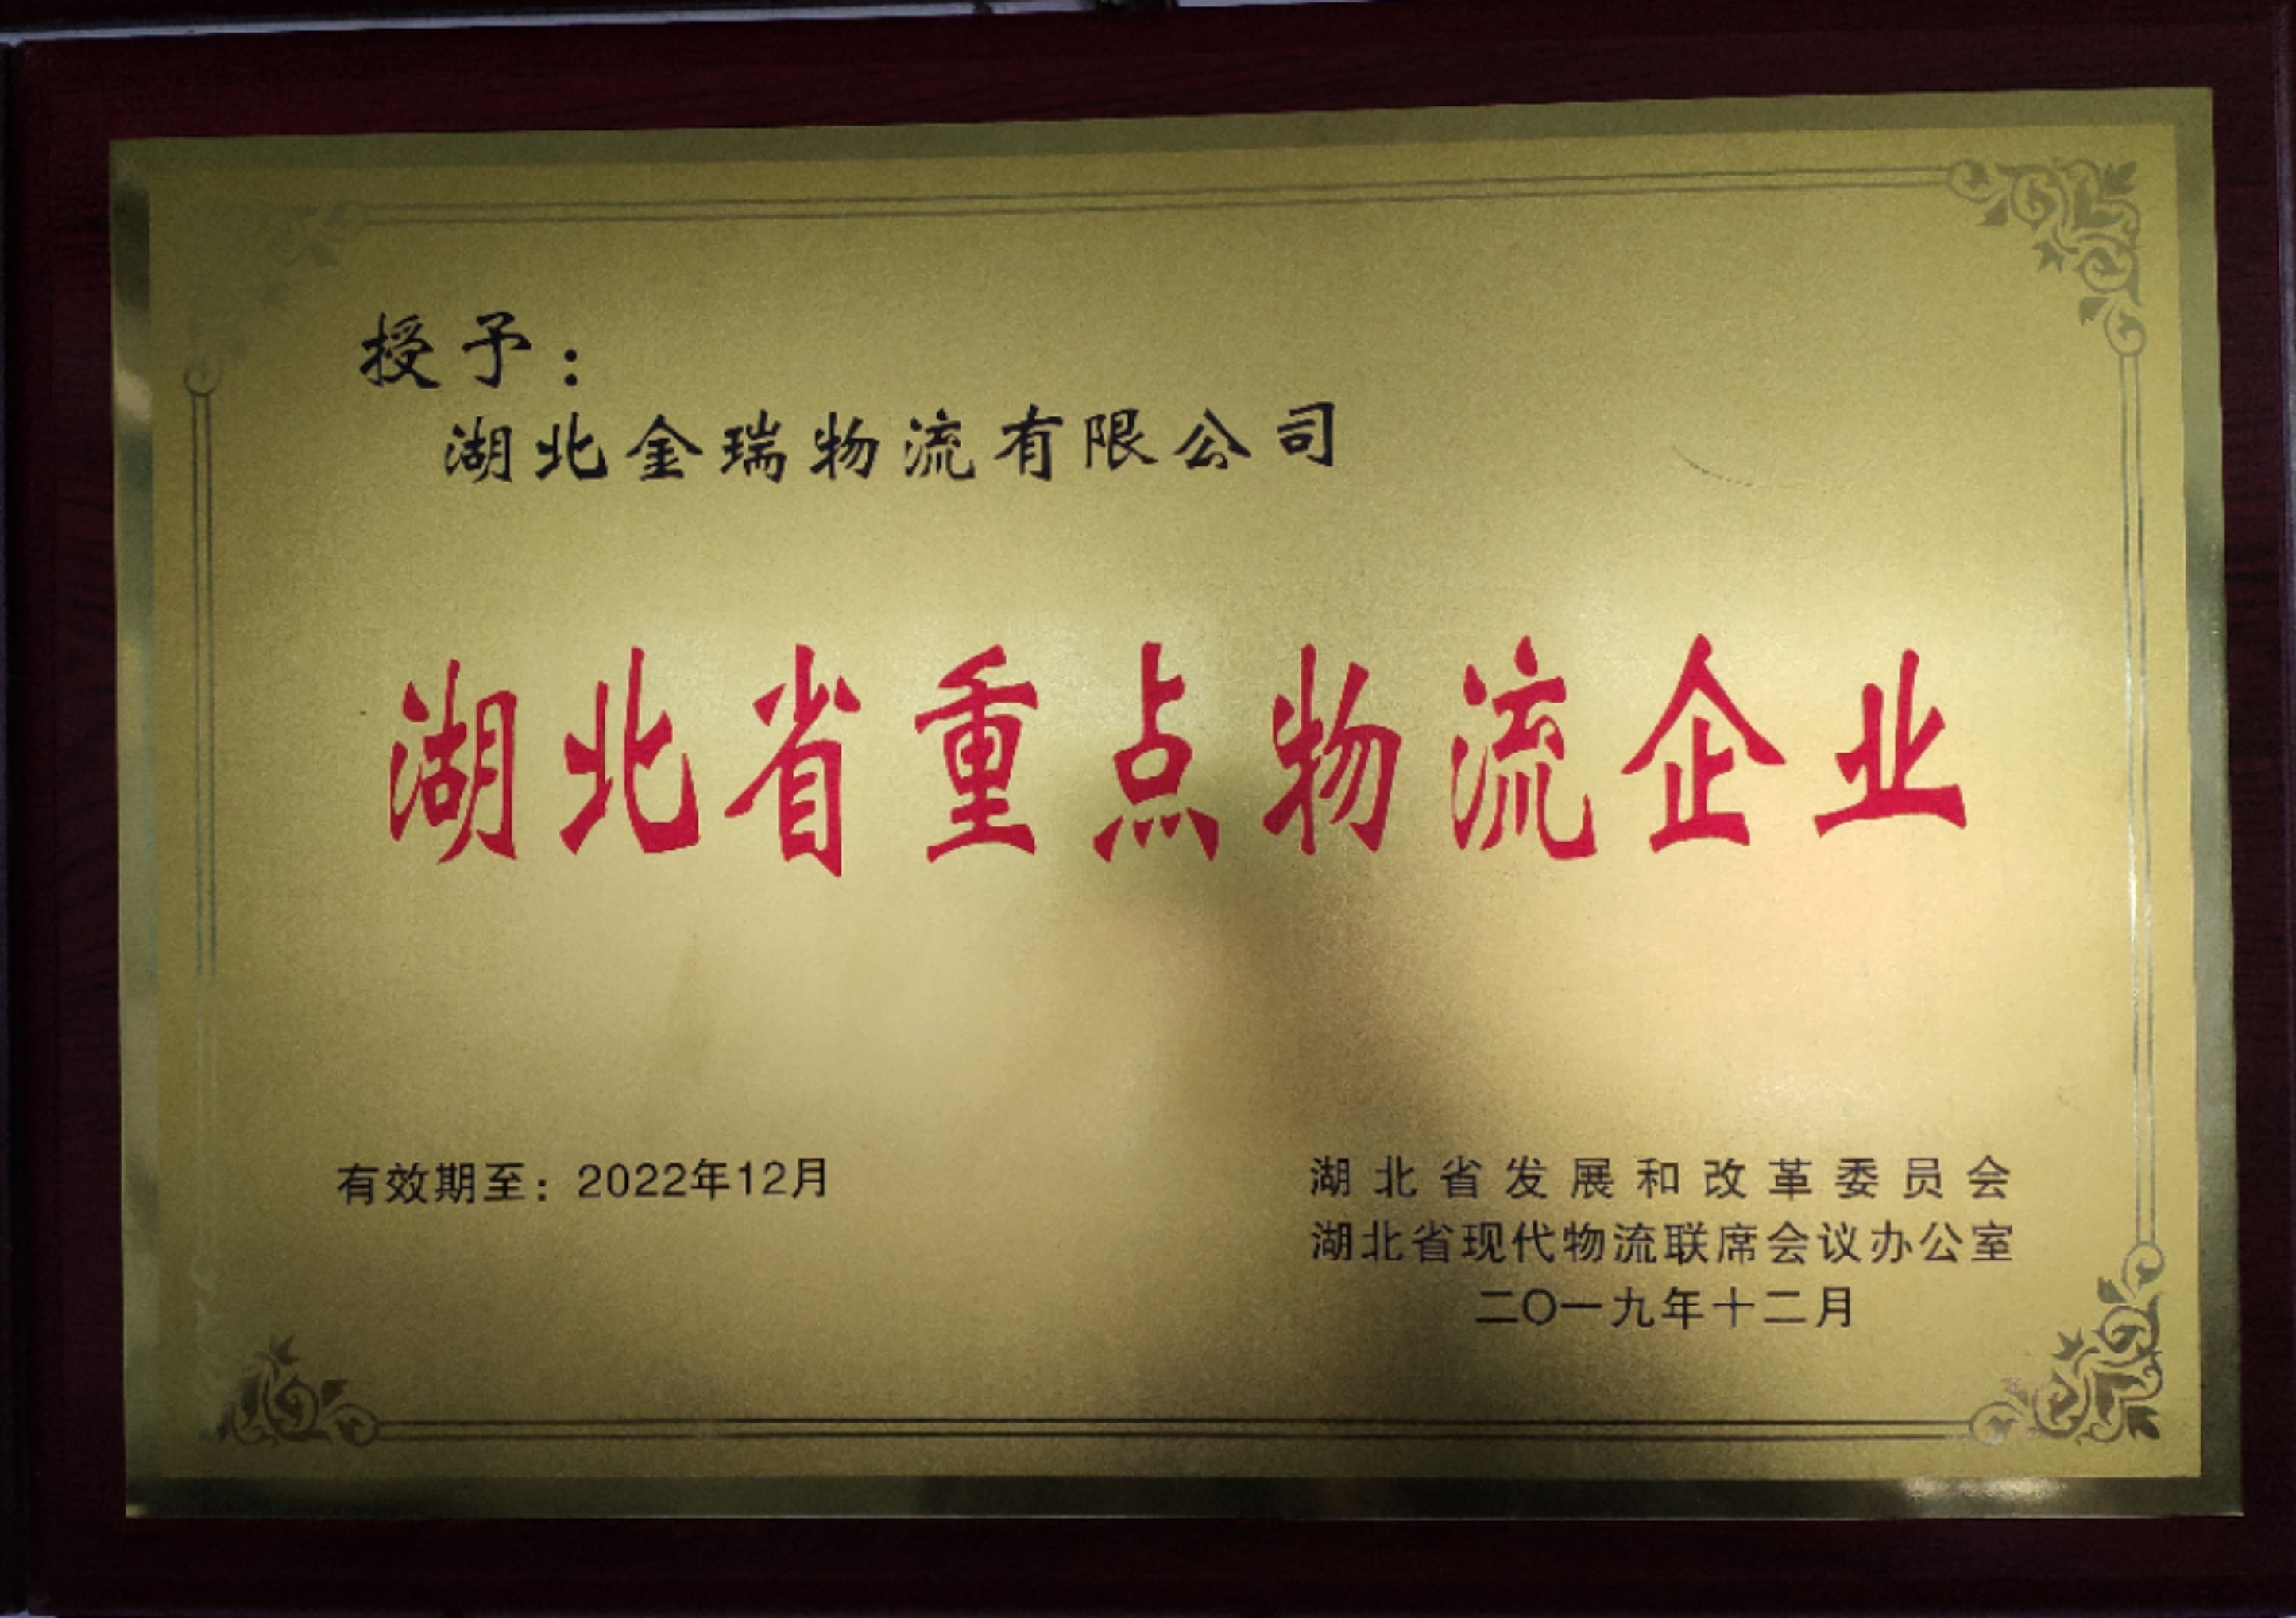 授予：
湖北金瑞物流有限公司
湖北省重点物流企业
有效期至：2022年12月
湖北省发展和改革委员会
湖北省现代物流联席会议办公室
二〇一九年十二月